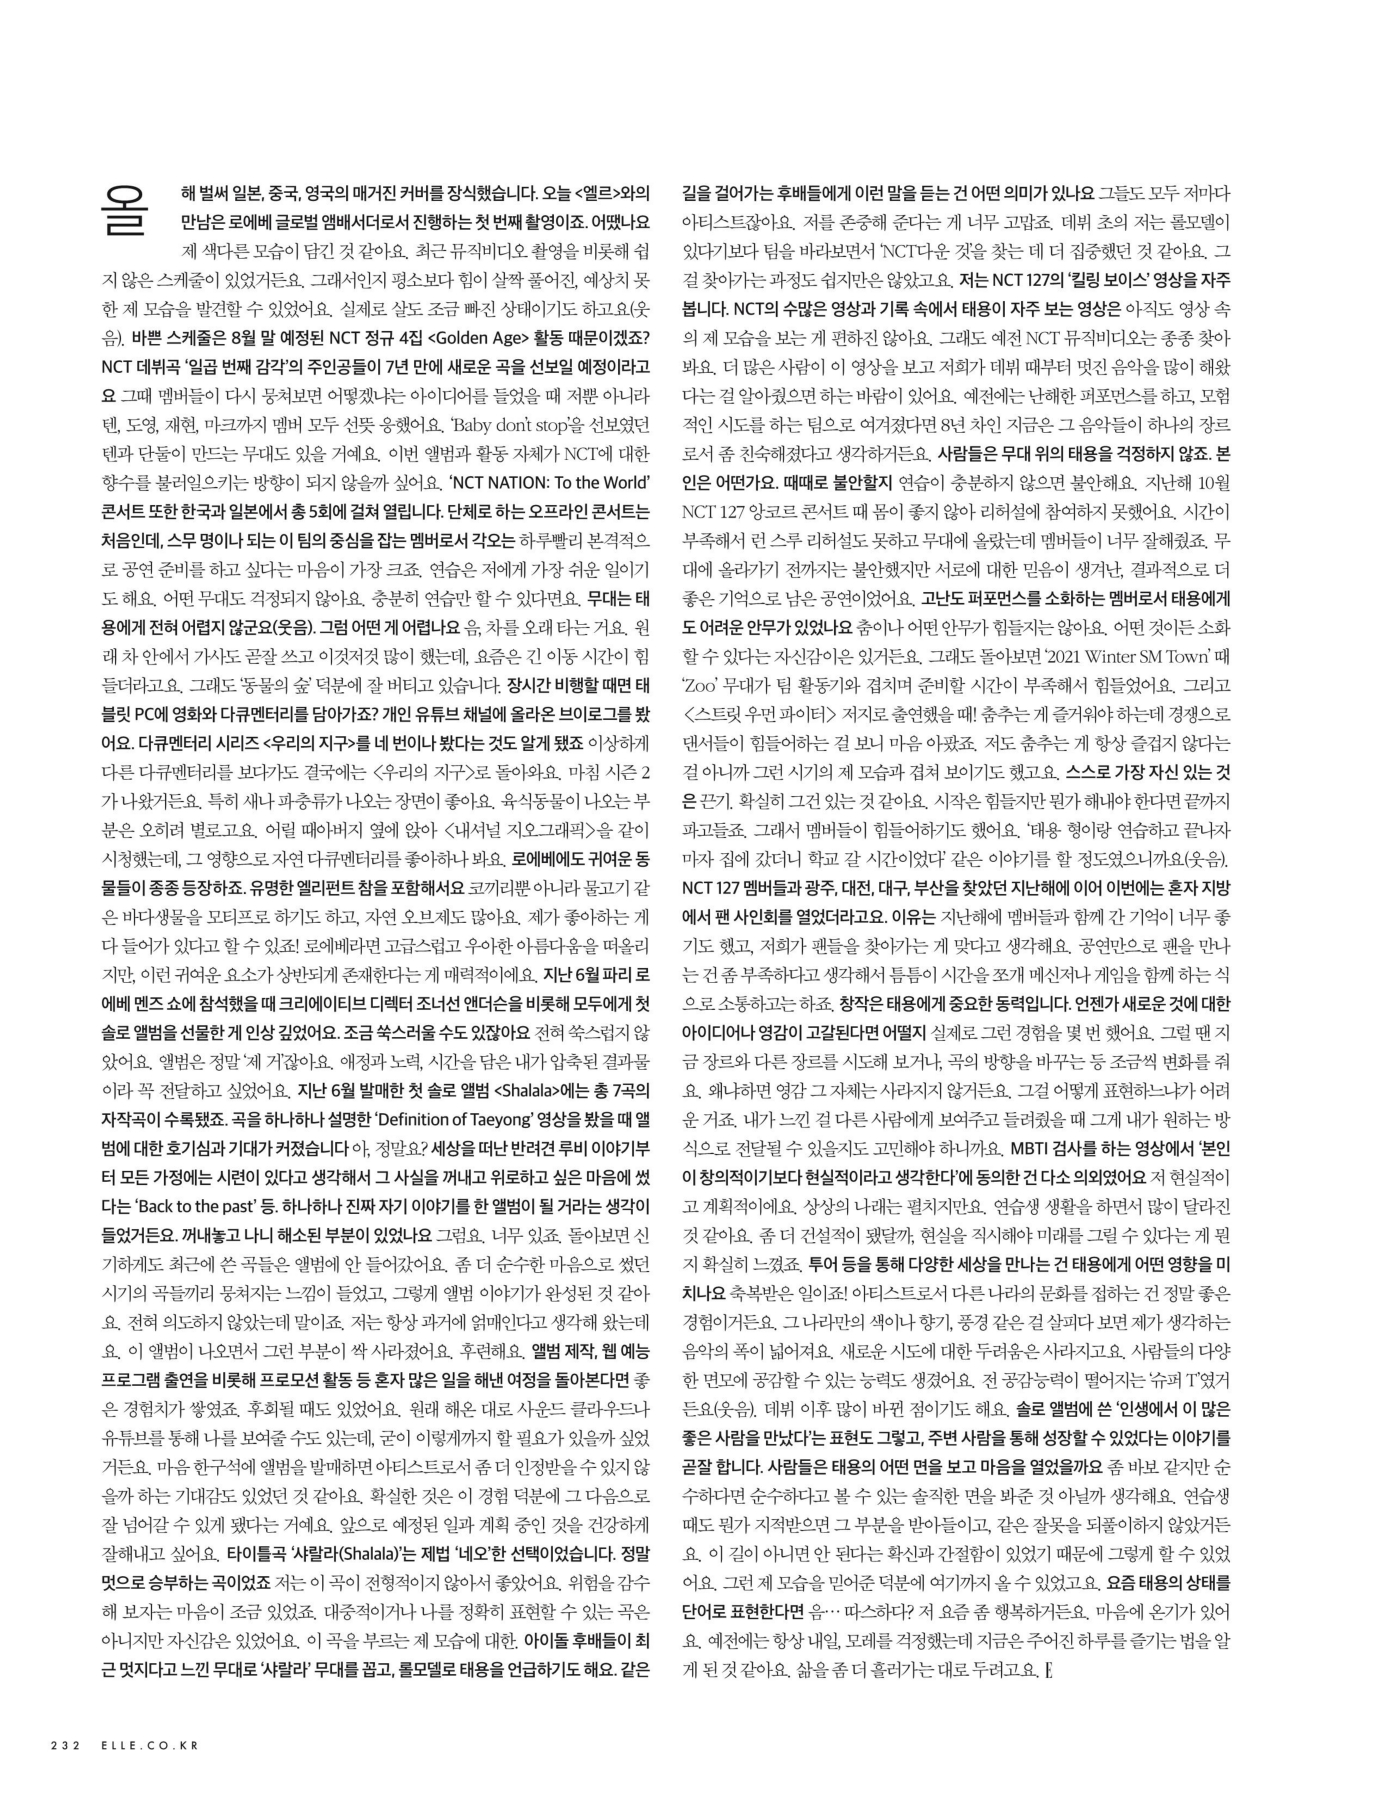 올해 벌써 일본, 중국, 영국의 매거진 커버를 장식했습니다. 오늘 <엘르>와의
만남은 로에베 글로벌 앰배서더로서 진행하는 첫 번째 촬영이죠. 어땠나요
제 색다른 모습이 담긴 것 같아요. 최근 뮤직비디오 촬영을 비롯해 쉽
지 않은 스케줄이 있었거든요. 그래서인지 평소보다 힘이 살짝 풀어진, 예상치 못
한 제 모습을 발견할 수 있었어요. 실제로 살도 조금 빠진 상태이기도 하고요(웃
음). 바쁜 스케줄은 8월 말 예정된 NCT 정규 4집 <Golden Age> 활동 때문이겠죠?
NCT 데뷔곡 ‘일곱 번째 감각’의 주인공들이 7년 만에 새로운 곡을 선보일 예정이라고
요 그때 멤버들이 다시 뭉쳐보면 어떻겠냐는 아이디어를 들었을 때 저뿐 아니라
텐, 도영, 재현, 마크까지 멤버 모두 선뜻 응했어요. ‘Baby don’t stop’을 선보였던
텐과 단둘이 만드는 무대도 있을 거예요. 이번 앨범과 활동 자체가 NCT에 대한
향수를 불러일으키는 방향이 되지 않을까 싶어요. ‘NCT NATION: To the World’
콘서트 또한 한국과 일본에서 총 5회에 걸쳐 열립니다. 단체로 하는 오프라인 콘서트는
처음인데, 스무 명이나 되는 이 팀의 중심을 잡는 멤버로서 각오는 하루빨리 본격적으
로 공연 준비를 하고 싶다는 마음이 가장 크죠. 연습은 저에게 가장 쉬운 일이기
도 해요. 어떤 무대도 걱정되지 않아요. 충분히 연습만 할 수 있다면요. 무대는 태
용에게 전혀 어렵지 않군요(웃음). 그럼 어떤 게 어렵나요 음, 차를 오래 타는 거요. 원
래 차 안에서 가사도 곧잘 쓰고 이것저것 많이 했는데, 요즘은 긴 이동 시간이 힘
들더라고요. 그래도 ‘동물의 숲’ 덕분에 잘 버티고 있습니다. 장시간 비행할 때면 태
블릿 PC에 영화와 다큐멘터리를 담아가죠? 개인 유튜브 채널에 올라온 브이로그를 봤
어요. 다큐멘터리 시리즈 <우리의 지구>를 네 번이나 봤다는 것도 알게 됐죠 이상하게
다른 다큐멘터리를 보다가도 결국에는 <우리의 지구>로 돌아와요. 마침 시즌 2
가 나왔거든요. 특히 새나 파충류가 나오는 장면이 좋아요. 육식동물이 나오는 부
분은 오히려 별로고요. 어릴 때아버지 옆에 앉아 <내셔널 지오그래픽>을 같이
시청했는데, 그 영향으로 자연 다큐멘터리를 좋아하나 봐요. 로에베에도 귀여운 동
물들이 종종 등장하죠. 유명한 엘리펀트 참을 포함해서요 코끼리뿐 아니라 물고기 같
은 바다생물을 모티프로 하기도 하고, 자연 오브제도 많아요. 제가 좋아하는 게
다 들어가 있다고 할 수 있죠! 로에베라면 고급스럽고 우아한 아름다움을 떠올리
지만, 이런 귀여운 요소가 상반되게 존재한다는 게 매력적이에요. 지난 6월 파리 로
에베 멘즈 쇼에 참석했을 때 크리에이티브 디렉터 조너선 앤더슨을 비롯해 모두에게 첫
솔로 앨범을 선물한 게 인상 깊었어요. 조금 쑥스러울 수도 있잖아요 전혀 쑥스럽지 않
았어요. 앨범은 정말 ‘제 거’잖아요. 애정과 노력, 시간을 담은 내가 압축된 결과물
이라 꼭 전달하고 싶었어요. 지난 6월 발매한 첫 솔로 앨범 <Shalala>에는 총 7곡의
자작곡이 수록됐죠. 곡을 하나하나 설명한 ‘Definition of Taeyong’ 영상을 봤을 때 앨
범에 대한 호기심과 기대가 커졌습니다 아, 정말요? 세상을 떠난 반려견 루비 이야기부
터 모든 가정에는 시련이 있다고 생각해서 그 사실을 꺼내고 위로하고 싶은 마음에 썼
다는 ‘Back to the past’ 등. 하나하나 진짜 자기 이야기를 한 앨범이 될 거라는 생각이
들었거든요. 꺼내놓고 나니 해소된 부분이 있었나요 그럼요. 너무 있죠. 돌아보면 신
기하게도 최근에 쓴 곡들은 앨범에 안 들어갔어요. 좀 더 순수한 마음으로 썼던
시기의 곡들끼리 뭉쳐지는 느낌이 들었고, 그렇게 앨범 이야기가 완성된 것 같아
요. 전혀 의도하지 않았는데 말이죠. 저는 항상 과거에 얽매인다고 생각해 왔는데
요. 이 앨범이 나오면서 그런 부분이 싹 사라졌어요. 후련해요. 앨범 제작, 웹 예능
프로그램 출연을 비롯해 프로모션 활동 등 혼자 많은 일을 해낸 여정을 돌아본다면 좋
은 경험치가 쌓였죠. 후회될 때도 있었어요. 원래 해온 대로 사운드 클라우드나
유튜브를 통해 나를 보여줄 수도 있는데, 굳이 이렇게까지 할 필요가 있을까 싶었
거든요. 마음 한구석에 앨범을 발매하면 아티스트로서 좀 더 인정받을 수 있지 않
을까 하는 기대감도 있었던 것 같아요. 확실한 것은 이 경험 덕분에 그 다음으로
잘 넘어갈 수 있게 됐다는 거예요. 앞으로 예정된 일과 계획 중인 것을 건강하게
잘해내고 싶어요. 타이틀곡 ‘샤랄라(Shalala)’는 제법 ‘네오’한 선택이었습니다. 정말
멋으로 승부하는 곡이었죠 저는 이 곡이 전형적이지 않아서 좋았어요. 위험을 감수
해 보자는 마음이 조금 있었죠. 대중적이거나 나를 정확히 표현할 수 있는 곡은
아니지만 자신감은 있었어요. 이 곡을 부르는 제 모습에 대한. 아이돌 후배들이 최
근 멋지다고 느낀 무대로 ‘샤랄라’ 무대를 꼽고, 롤모델로 태용을 언급하기도 해요. 같은
길을 걸어가는 후배들에게 이런 말을 듣는 건 어떤 의미가 있나요 그들도 모두 저마다
아티스트잖아요. 저를 존중해 준다는 게 너무 고맙죠. 데뷔 초의 저는 롤모델이
있다기보다 팀을 바라보면서 ‘NCT다운 것’을 찾는 데 더 집중했던 것 같아요. 그
걸 찾아가는 과정도 쉽지만은 않았고요. 저는 NCT 127의 ‘킬링 보이스’ 영상을 자주
봅니다. NCT의 수많은 영상과 기록 속에서 태용이 자주 보는 영상은 아직도 영상 속
의 제 모습을 보는 게 편하진 않아요. 그래도 예전 NCT 뮤직비디오는 종종 찾아
봐요. 더 많은 사람이 이 영상을 보고 저희가 데뷔 때부터 멋진 음악을 많이 해왔
다는 걸 알아줬으면 하는 바람이 있어요. 예전에는 난해한 퍼포먼스를 하고, 모험
적인 시도를 하는 팀으로 여겨졌다면 8년 차인 지금은 그 음악들이 하나의 장르
로서 좀 친숙해졌다고 생각하거든요. 사람들은 무대 위의 태용을 걱정하지 않죠. 본
인은 어떤가요. 때때로 불안할지 연습이 충분하지 않으면 불안해요. 지난해 10월
NCT 127 앙코르 콘서트 때 몸이 좋지 않아 리허설에 참여하지 못했어요. 시간이
부족해서 런 스루 리허설도 못하고 무대에 올랐는데 멤버들이 너무 잘해줬죠. 무
대에 올라가기 전까지는 불안했지만 서로에 대한 믿음이 생겨난, 결과적으로 더
좋은 기억으로 남은 공연이었어요. 고난도 퍼포먼스를 소화하는 멤버로서 태용에게
도 어려운 안무가 있었나요 춤이나 어떤 안무가 힘들지는 않아요. 어떤 것이든 소화
할 수 있다는 자신감이은 있거든요. 그래도 돌아보면 ‘2021 Winter SM Town’ 때
‘Zoo’ 무대가 팀 활동기와 겹치며 준비할 시간이 부족해서 힘들었어요. 그리고
<스트릿 우먼 파이터> 저지로 출연했을 때! 춤추는 게 즐거워야 하는데 경쟁으로
댄서들이 힘들어하는 걸 보니 마음 아팠죠. 저도 춤추는 게 항상 즐겁지 않다는
걸 아니까 그런 시기의 제 모습과 겹쳐 보이기도 했고요. 스스로 가장 자신 있는 것
은 끈기. 확실히 그건 있는 것 같아요. 시작은 힘들지만 뭔가 해내야 한다면 끝까지
파고들죠. 그래서 멤버들이 힘들어하기도 했어요. ‘태용 형이랑 연습하고 끝나자
마자 집에 갔더니 학교 갈 시간이었다’ 같은 이야기를 할 정도였으니까요(웃음).
NCT 127 멤버들과 광주, 대전, 대구, 부산을 찾았던 지난해에 이어 이번에는 혼자 지방
에서 팬 사인회를 열었더라고요. 이유는 지난해에 멤버들과 함께 간 기억이 너무 좋
기도 했고, 저희가 팬들을 찾아가는 게 맞다고 생각해요. 공연만으로 팬을 만나
는 건 좀 부족하다고 생각해서 틈틈이 시간을 쪼개 메신저나 게임을 함께 하는 식
으로 소통하고는 하죠. 창작은 태용에게 중요한 동력입니다. 언젠가 새로운 것에 대한
아이디어나 영감이 고갈된다면 어떨지 실제로 그런 경험을 몇 번 했어요. 그럴 땐 지
금 장르와 다른 장르를 시도해 보거나, 곡의 방향을 바꾸는 등 조금씩 변화를 줘
요. 왜냐하면 영감 그 자체는 사라지지 않거든요. 그걸 어떻게 표현하느냐가 어려
운 거죠. 내가 느낀 걸 다른 사람에게 보여주고 들려줬을 때 그게 내가 원하는 방
식으로 전달될 수 있을지도 고민해야 하니까요. MBTI 검사를 하는 영상에서 ‘본인
이 창의적이기보다 현실적이라고 생각한다’에 동의한 건 다소 의외였어요 저 현실적이
고 계획적이에요. 상상의 나래는 펼치지만요. 연습생 생활을 하면서 많이 달라진
것 같아요. 좀 더 건설적이 됐달까, 현실을 직시해야 미래를 그릴 수 있다는 게 뭔
지 확실히 느꼈죠. 투어 등을 통해 다양한 세상을 만나는 건 태용에게 어떤 영향을 미
치나요 축복받은 일이죠! 아티스트로서 다른 나라의 문화를 접하는 건 정말 좋은
경험이거든요. 그 나라만의 색이나 향기, 풍경 같은 걸 살피다 보면 제가 생각하는
음악의 폭이 넓어져요. 새로운 시도에 대한 두려움은 사라지고요. 사람들의 다양
한 면모에 공감할 수 있는 능력도 생겼어요. 전 공감능력이 떨어지는 ‘슈퍼 T’였거
든요(웃음). 데뷔 이후 많이 바뀐 점이기도 해요. 솔로 앨범에 쓴 ‘인생에서 이 많은
좋은 사람을 만났다’는 표현도 그렇고, 주변 사람을 통해 성장할 수 있었다는 이야기를
곧잘 합니다. 사람들은 태용의 어떤 면을 보고 마음을 열었을까요 좀 바보 같지만 순
수하다면 순수하다고 볼 수 있는 솔직한 면을 봐준 것 아닐까 생각해요. 연습생
때도 뭔가 지적받으면 그 부분을 받아들이고, 같은 잘못을 되풀이하지 않았거든
요. 이 길이 아니면 안 된다는 확신과 간절함이 있었기 때문에 그렇게 할 수 있었
어요. 그런 제 모습을 믿어준 덕분에 여기까지 올 수 있었고요. 요즘 태용의 상태를
단어로 표현한다면 음… 따스하다? 저 요즘 좀 행복하거든요. 마음에 온기가 있어
요. 예전에는 항상 내일, 모레를 걱정했는데 지금은 주어진 하루를 즐기는 법을 알
게 된 것 같아요. 삶을 좀 더 흘러가는 대로 두려고요. E
232 ELLE.CO.KR